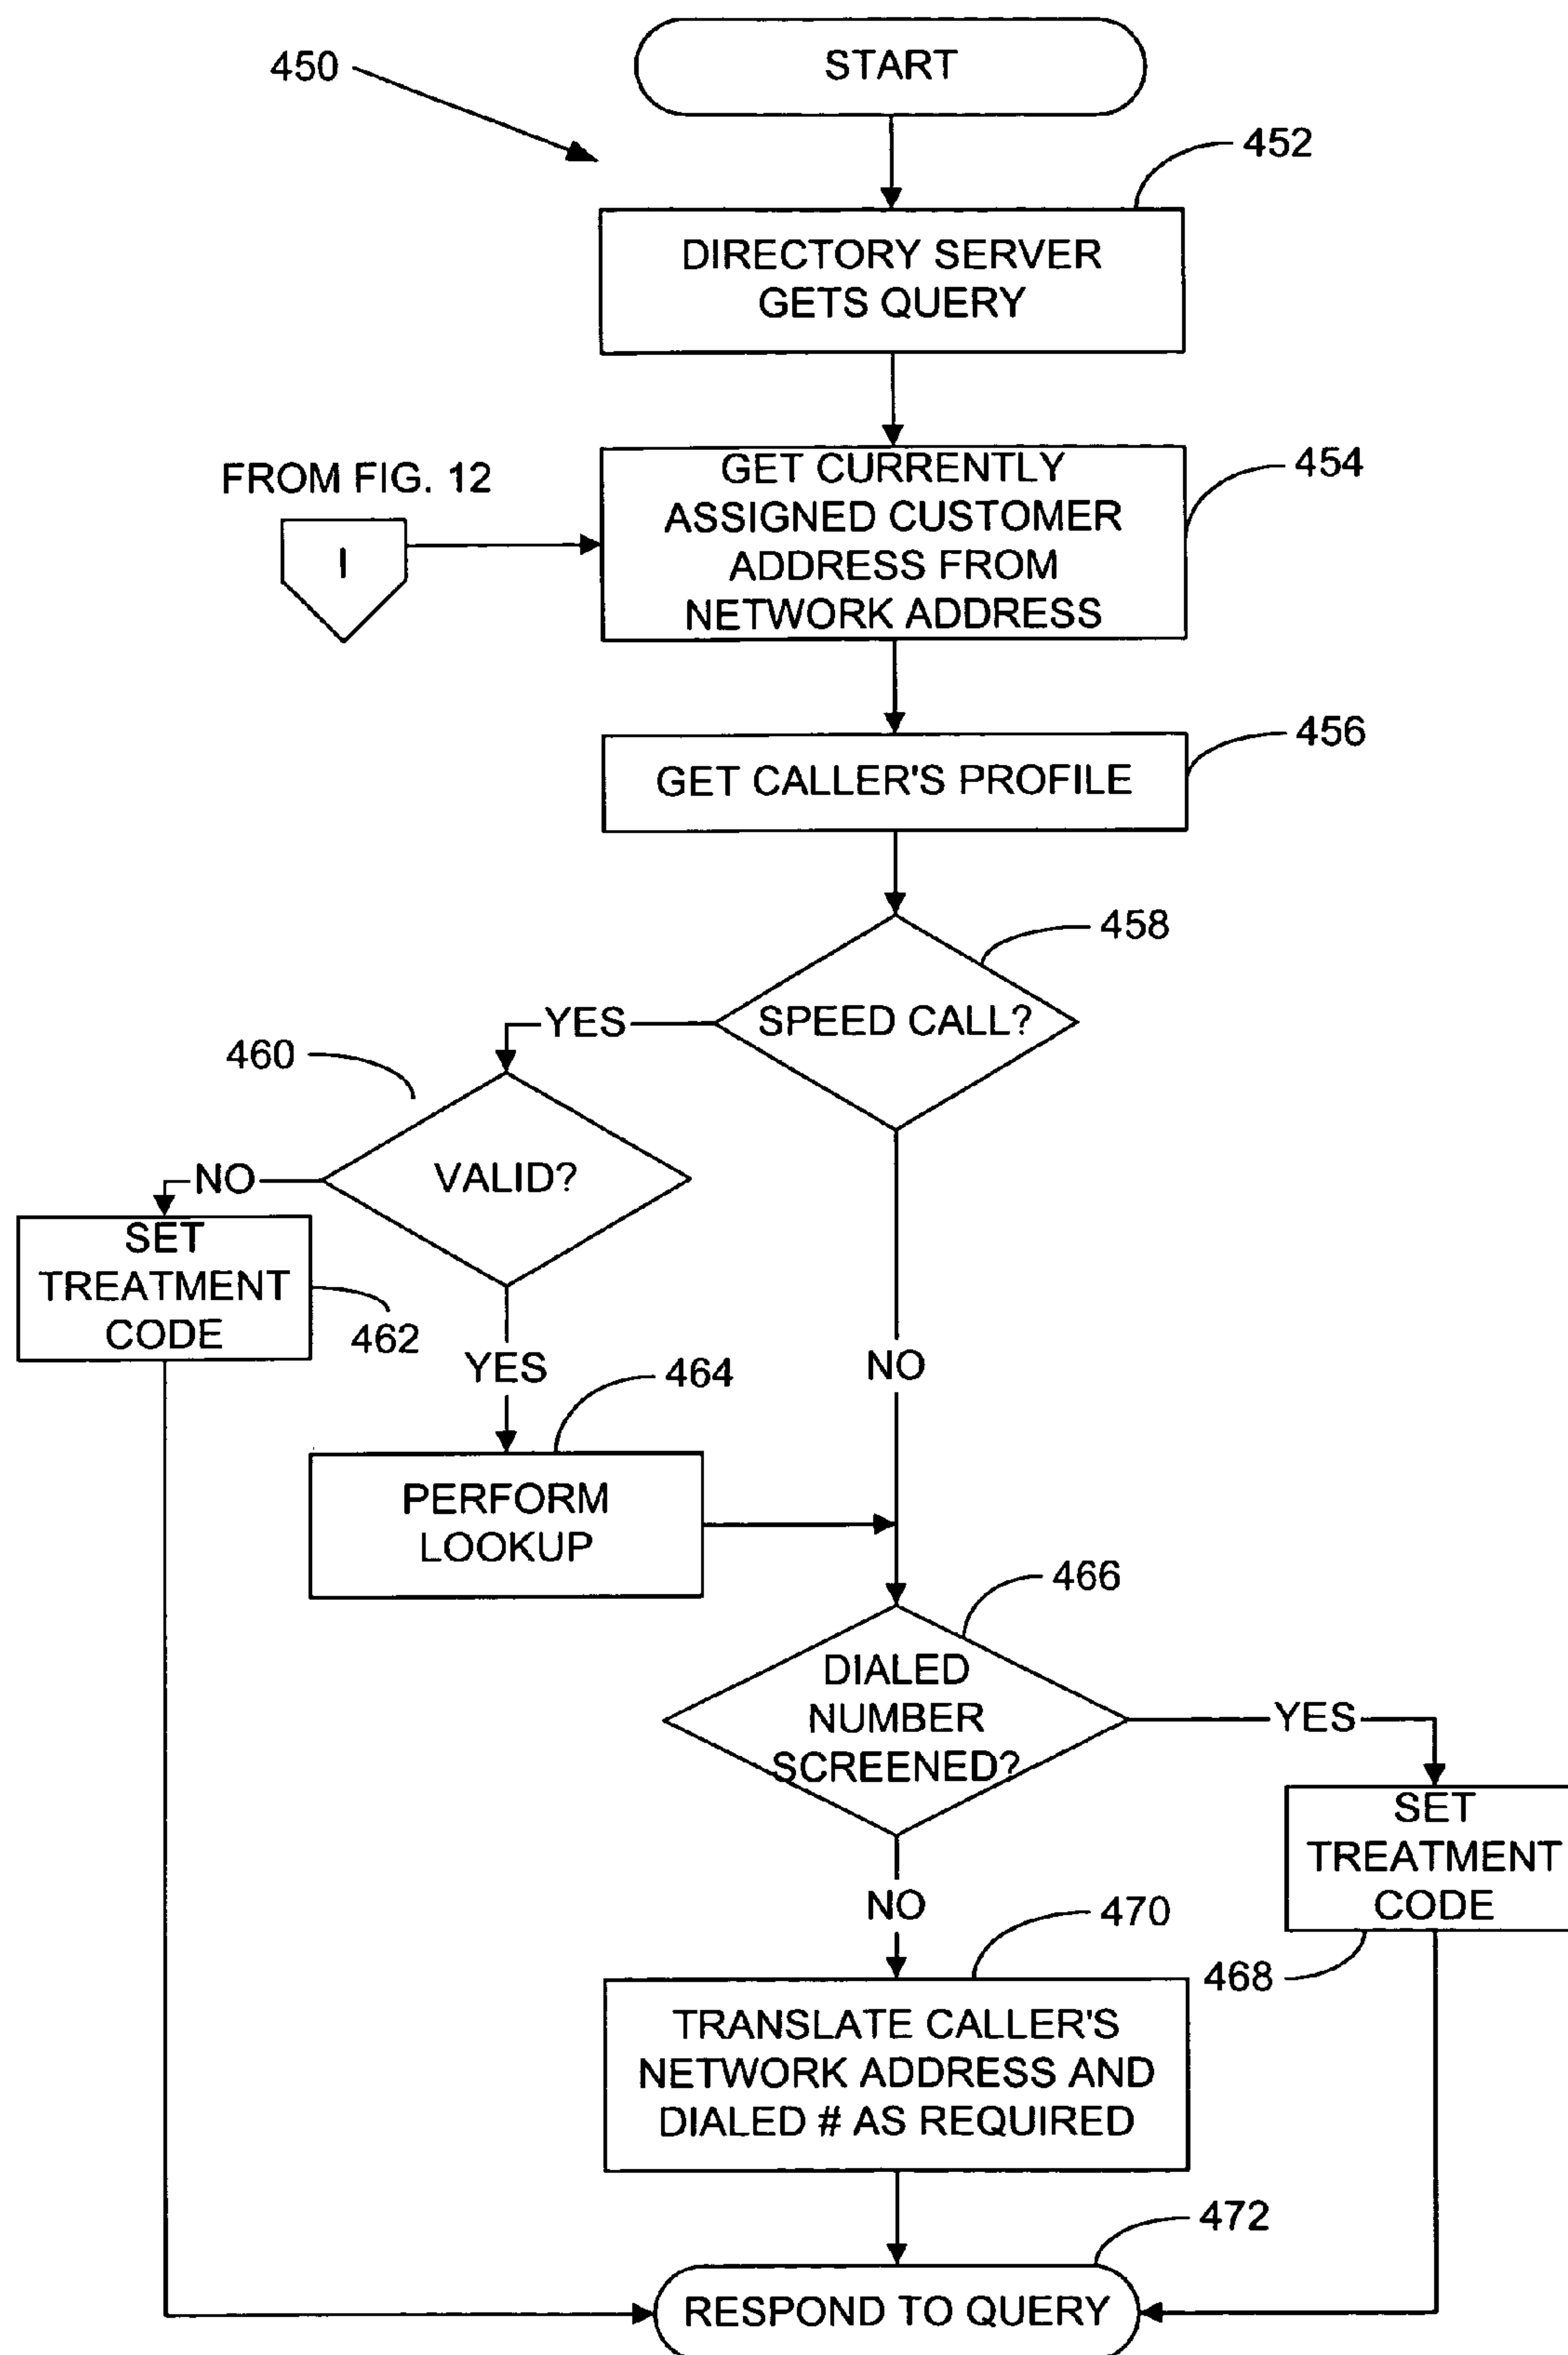 START
450
452
DIRECTORY SERVER
GETS QUERY
FROM FIG. 12
I
GET CURRENTLY
ASSIGNED CUSTOMER
ADDRESS FROM
NETWORK ADDRESS
454
GET CALLER'S PROFILE
456
SPEED CALL?
458
YES
460
VALID?
NO
SET
TREATMENT
CODE
462
YES
NO
464
PERFORM
LOOKUP
466
DIALED
NUMBER
SCREENED?
YES
SET
TREATMENT
CODE
468
NO
470
TRANSLATE CALLER'S
NETWORK ADDRESS AND
DIALED # AS REQUIRED
472
RESPOND TO QUERY